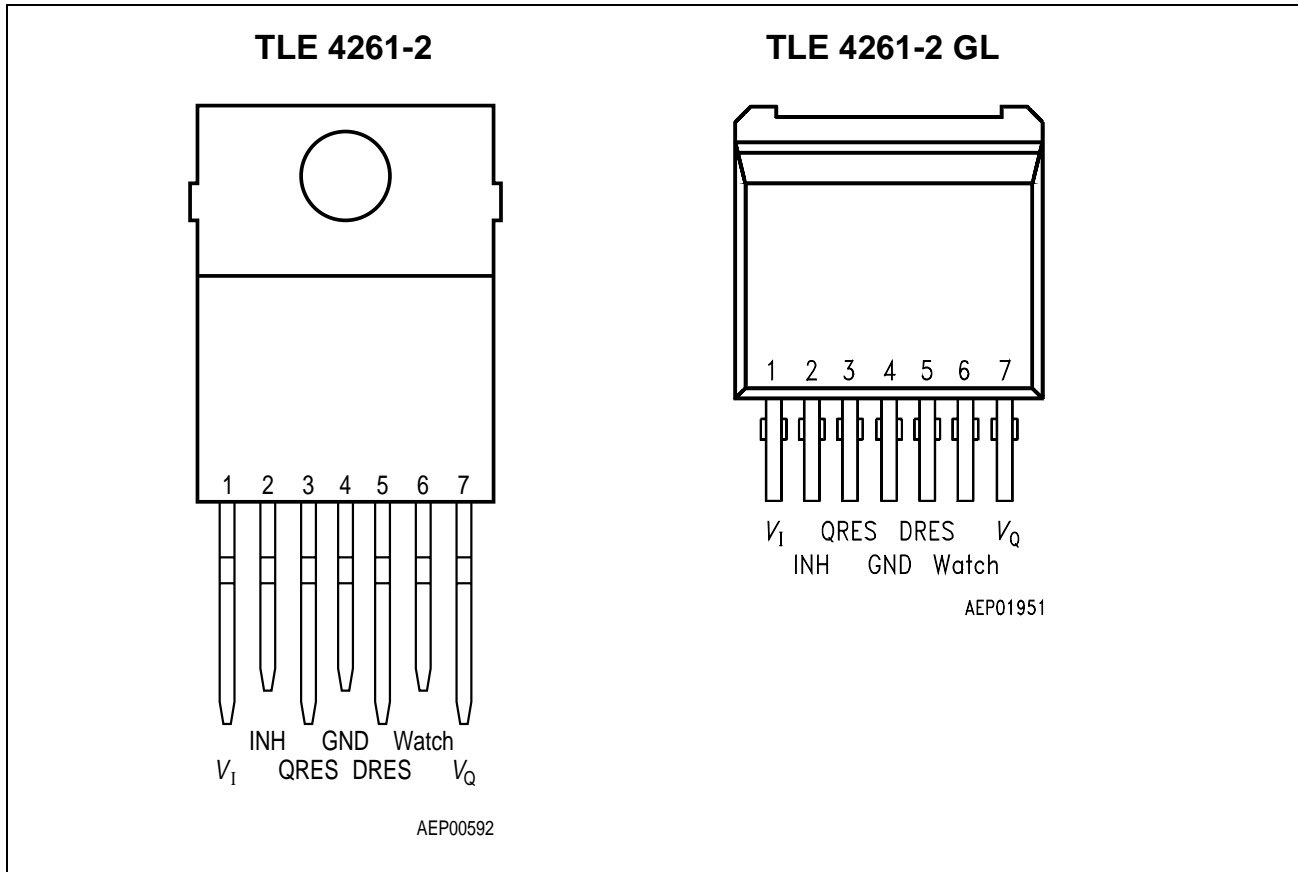 TLE 4261-2
1 2 3 4 5 6 7
INH GND Watch
V_I QRES DRES V_Q
AEP00592
TLE 4261-2 GL
1 2 3 4 5 6 7
V_I QRES DRES V_Q
INH GND Watch
AEP01951